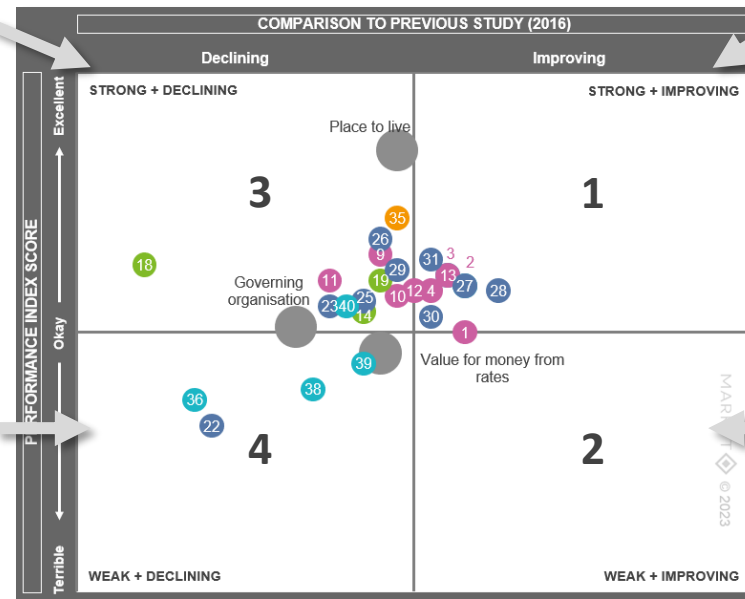 COMPARISON TO PREVIOUS STUDY (2016)
Declining
Improving
STRONG + DECLINING
STRONG + IMPROVING
Excellent
PERFORMANCE INDEX SCORE
Okay
Terrible
Place to live
3
1
35
26
9
31
3
2
18
29
13
11
19
27
28
Governing
organisation
10
12
4
25
23
40
14
30
1
39
Value for money from
rates
38
36
22
4
2
© 2023
WEAK + DECLINING
WEAK + IMPROVING